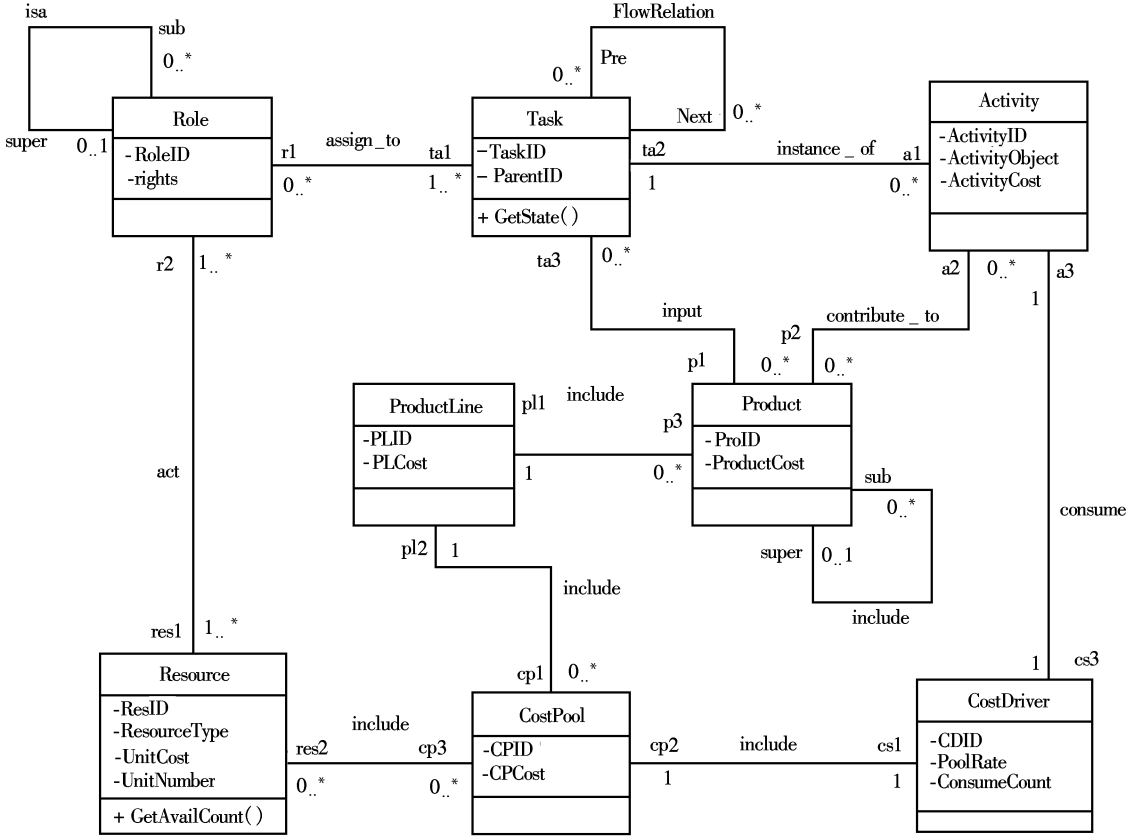 isa
sub
0..*
super
0..1
Role
-RoleID
-rights
r1
assign_to
ta1
0..*
1..*
FlowRelation
Pre
0..*
Next
0..*
Task
-TaskID
- ParentID
+ GetState()
ta2
instance_of
a1
1
0..*
Activity
-ActivityID
-ActivityObject
-ActivityCost
r2
1..*
ta3
0..*
a2
0..*
a3
1
input
contribute_to
p1
0..*
p2
0..*
ProductLine
-PLID
-PLCost
pl1
include
p3
1
0..*
Product
-ProID
-ProductCost
sub
0..*
super
0..1
include
act
consume
pl2
1
include
cp1
0..*
res1
1..*
1
cs3
Resource
-ResID
-ResourceType
-UnitCost
-UnitNumber
+ GetAvailCount()
include
res2
cp3
0..*
0..*
CostPool
-CPID
-CPCost
cp2
include
cs1
1
1
CostDriver
-CDID
-PoolRate
-ConsumeCount